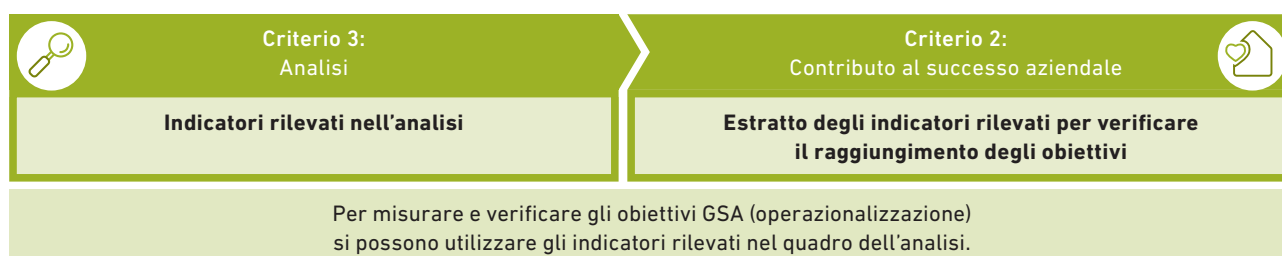 Criterio 3:
Analisi
Indicatori rilevati nell’analisi
Criterio 2:
Contributo al successo aziendale
Estratto degli indicatori rilevati per verificare
il raggiungimento degli obiettivi
Per misurare e verificare gli obiettivi GSA (operazionalizzazione)
si possono utilizzare gli indicatori rilevati nel quadro dell’analisi.